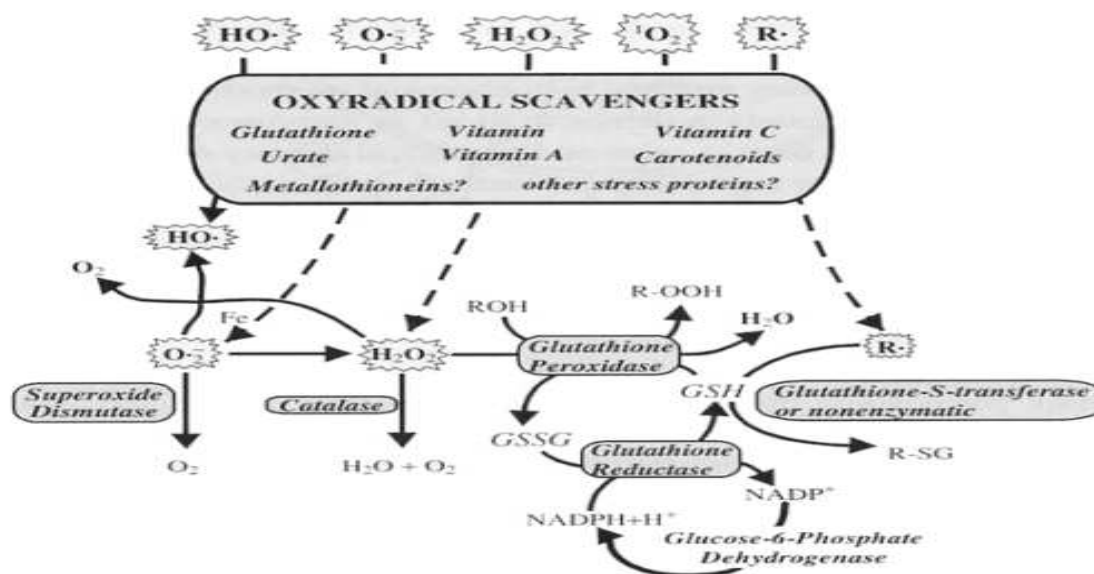 HO· O·₂⁻ H₂O₂ ¹O₂ R·
OXYRADICAL SCAVENGERS
Glutathione Vitamin Vitamin C
Urate Vitamin A Carotenoids
Metallothioneins? other stress proteins?
HO·
O₂
Fe
ROH
R-OOH
H₂O
O·₂⁻
H₂O₂
Glutathione
Peroxidase
R·
Superoxide
Dismutase
Catalase
GSH
Glutathione-S-transferase
or nonenzymatic
GSSG
Glutathione
Reductase
R-SG
O₂
H₂O + O₂
NADP⁺
NADPH+H⁺
Glucose-6-Phosphate
Dehydrogenase